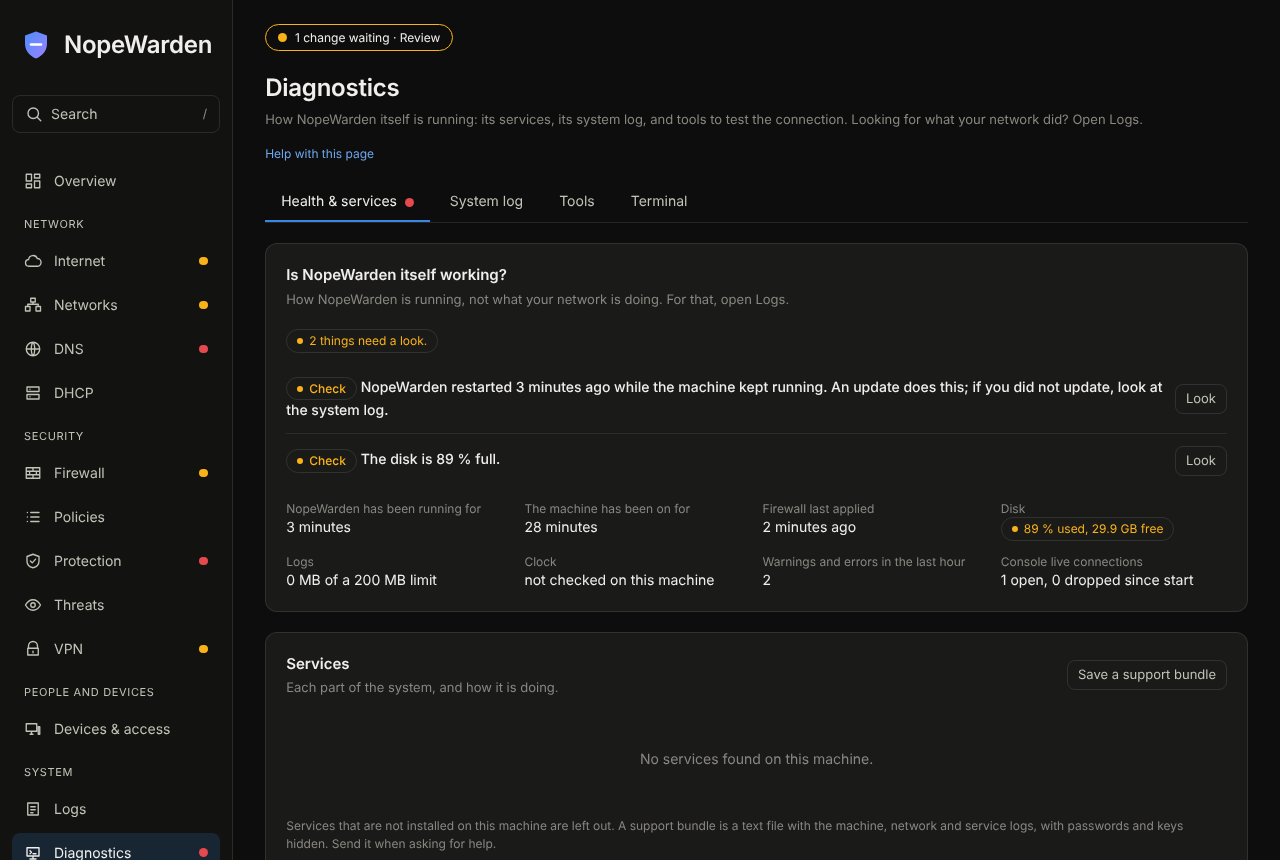 NopeWarden
Search /
Overview
NETWORK
Internet
Networks
DNS
DHCP
SECURITY
Firewall
Policies
Protection
Threats
VPN
PEOPLE AND DEVICES
Devices & access
SYSTEM
Logs
Diagnostics
1 change waiting · Review
Diagnostics
How NopeWarden itself is running: its services, its system log, and tools to test the connection. Looking for what your network did? Open Logs.
Help with this page
Health & services System log Tools Terminal
Is NopeWarden itself working?
How NopeWarden is running, not what your network is doing. For that, open Logs.
2 things need a look.
Check NopeWarden restarted 3 minutes ago while the machine kept running. An update does this; if you did not update, look at
the system log.
Look
Check The disk is 89 % full.
Look
NopeWarden has been running for The machine has been on for Firewall last applied Disk
3 minutes 28 minutes 2 minutes ago 89 % used, 29.9 GB free
Logs Clock Warnings and errors in the last hour Console live connections
0 MB of a 200 MB limit not checked on this machine 2 1 open, 0 dropped since start
Services
Each part of the system, and how it is doing.
Save a support bundle
No services found on this machine.
Services that are not installed on this machine are left out. A support bundle is a text file with the machine, network and service logs, with passwords and keys
hidden. Send it when asking for help.